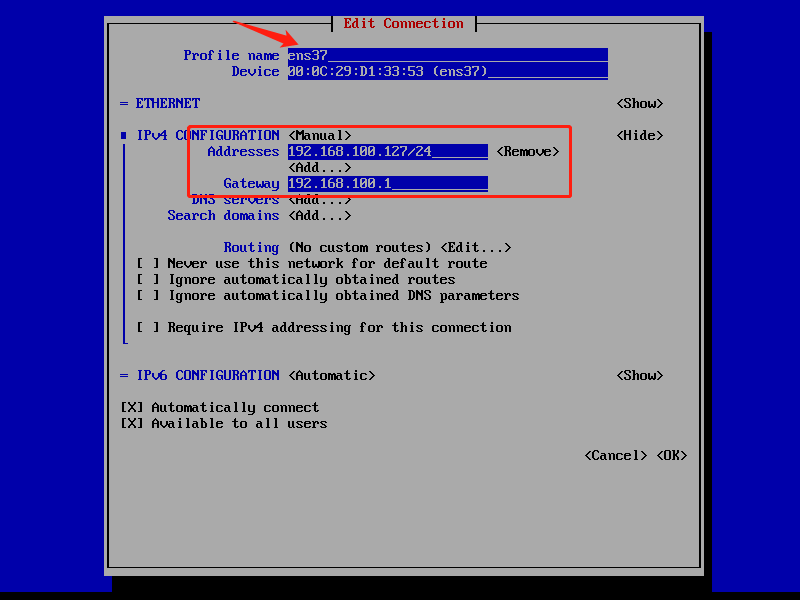 Edit Connection
Profile name ens37
Device 00:0C:29:D1:33:53 (ens37)
= ETHERNET <Show>
IPv4 CONFIGURATION <Manual> <Hide>
Addresses 192.168.100.127/24 <Remove>
<Add...>
Gateway 192.168.100.1
DNS servers <Add...>
Search domains <Add...>
Routing (No custom routes) <Edit...>
[ ] Never use this network for default route
[ ] Ignore automatically obtained routes
[ ] Ignore automatically obtained DNS parameters
[ ] Require IPv4 addressing for this connection
= IPv6 CONFIGURATION <Automatic> <Show>
[X] Automatically connect
[X] Available to all users
<Cancel> <OK>